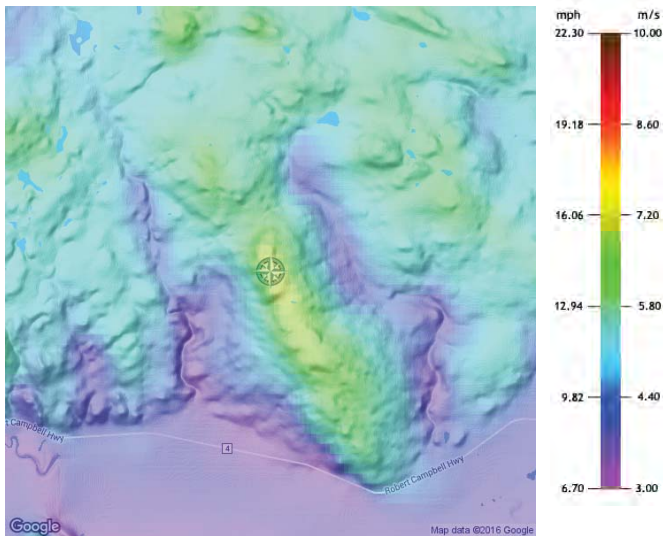 mph m/s
22.30 10.00
19.18 8.60
16.06 7.20
12.94 5.80
9.82 4.40
6.70 3.00
t Campbell Hwy
4
Robert Campbell Hwy
Google
Map data ©2016 Google